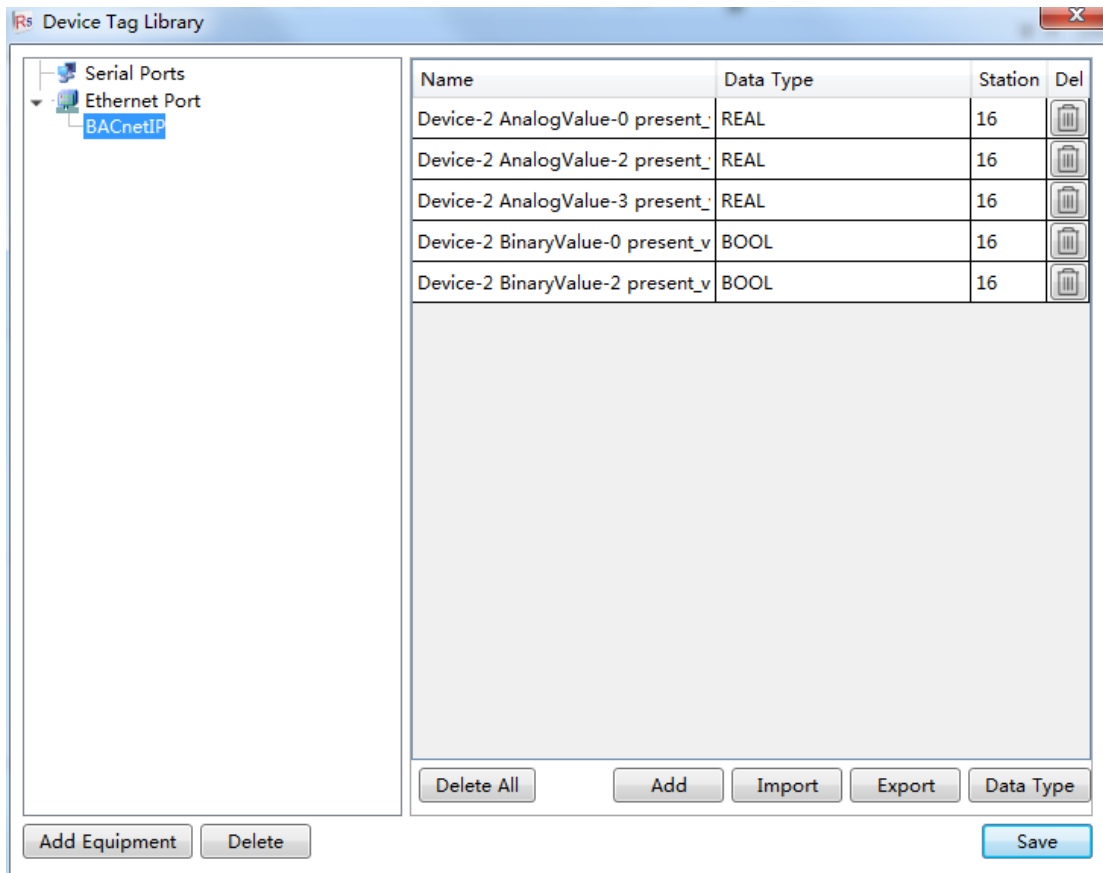 Rs Device Tag Library
Serial Ports
Ethernet Port
BACnetIP
Name Data Type Station Del
Device-2 AnalogValue-0 present_ REAL 16
Device-2 AnalogValue-2 present_ REAL 16
Device-2 AnalogValue-3 present_ REAL 16
Device-2 BinaryValue-0 present_v BOOL 16
Device-2 BinaryValue-2 present_v BOOL 16
Delete All Add Import Export Data Type
Add Equipment Delete Save